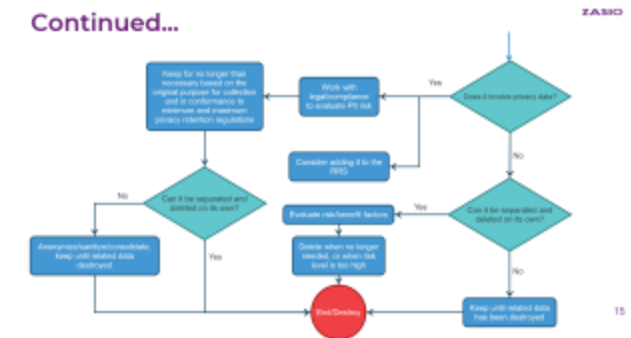 Continued...
ZASIO
Keep for no longer than
necessary based on the
original purpose for collection
and in conformance to
minimum and maximum
privacy retention regulations
Work with
legal/compliance
to evaluate PII risk
Yes
Does it involve privacy data?
Consider adding it to the
RRS
No
No
Can it be separated and
deleted on its own?
Evaluate risk/benefit factors
Yes
Can it be separated and
deleted on its own?
Anonymize/sanitize/consolidate,
keep until related data
destroyed
Yes
Delete when no longer
needed, or when risk
level is too high
No
End/Destroy
Keep until related data
has been destroyed
15